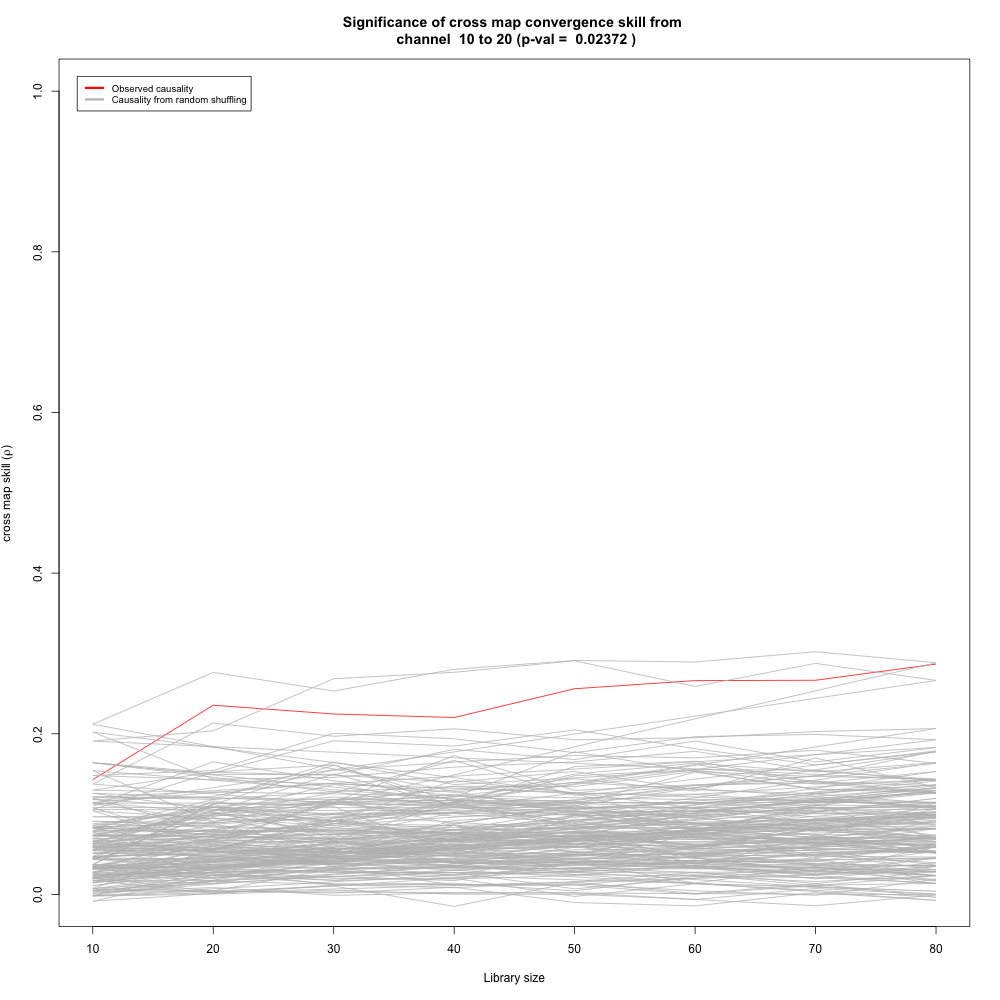 Significance of cross map convergence skill from
channel  10 to 20 (p-val =  0.02372 )
Observed causality
Causality from random shuffling
cross map skill (ρ)
1.0
0.8
0.6
0.4
0.2
0.0
10 20 30 40 50 60 70 80
Library size